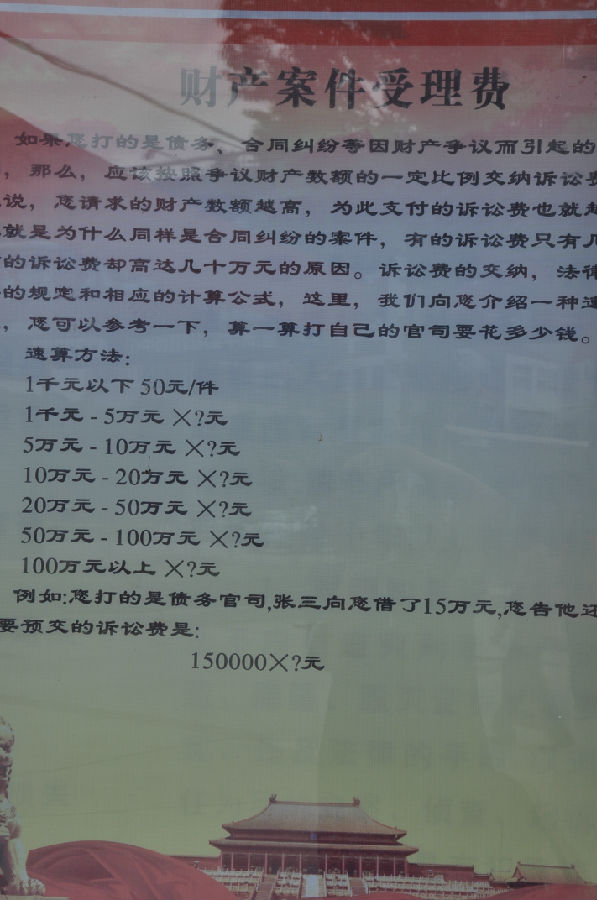 财产案件受理费
如果您打的是债务、合同纠纷等因财产争议而引起的
，那么，应该按照争议财产数额的一定比例交纳诉讼费
说，您请求的财产数额越高，为此支付的诉讼费也就越
就是为什么同样是合同纠纷的案件，有的诉讼费只有几
的诉讼费却高达几十万元的原因。诉讼费的交纳，法律
的规定和相应的计算公式，这里，我们向您介绍一种速
，您可以参考一下，算一算打自己的官司要花多少钱。
速算方法：
1千元以下 50元/件
1千元 - 5万元 ×?元
5万元 - 10万元 ×?元
10万元 - 20万元 ×?元
20万元 - 50万元 ×?元
50万元 - 100万元 ×?元
100万元以上 ×?元
例如:您打的是债务官司,张三向您借了15万元,您告他还
要预交的诉讼费是:
150000×?元